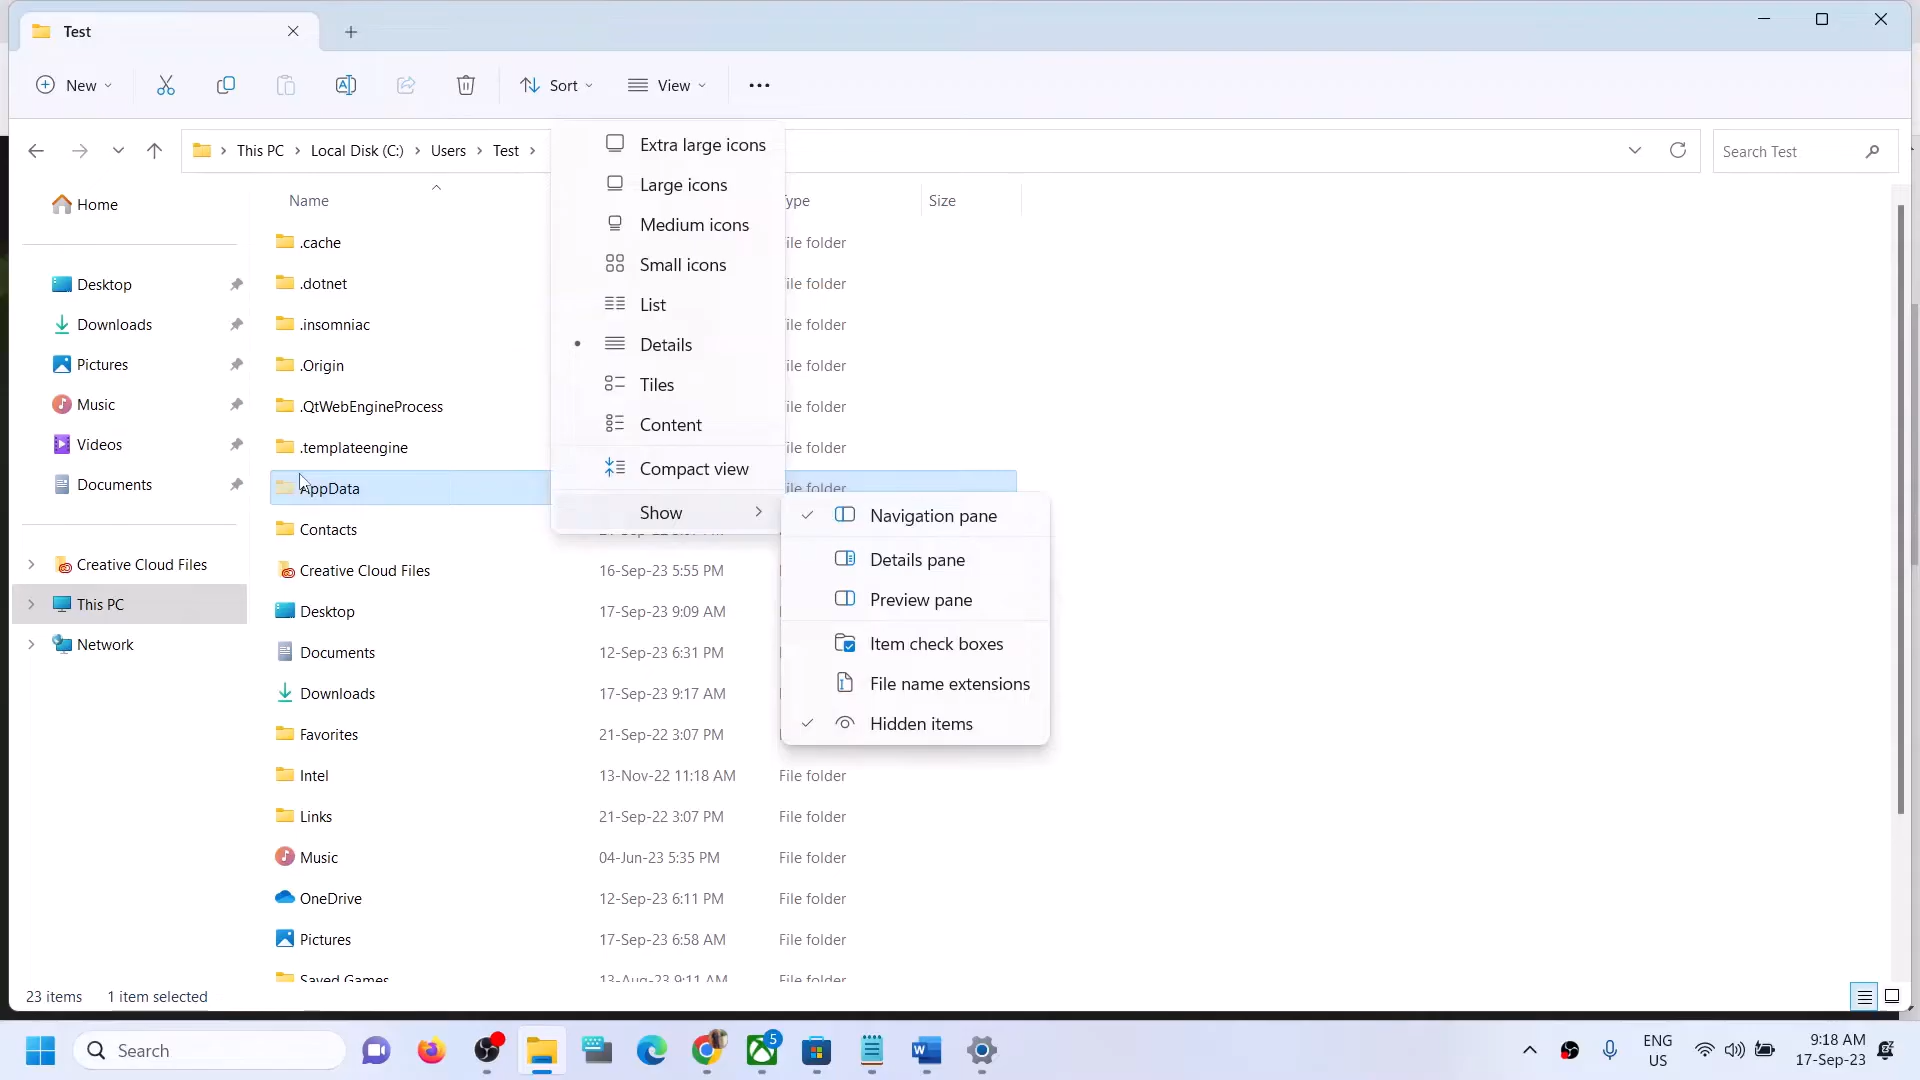 Test
New
Sort
View
This PC
Local Disk (C:)
Users
Test
Search Test
Extra large icons
Large icons
Medium icons
Small icons
List
Details
Tiles
Content
Compact view
Show
Navigation pane
Details pane
Preview pane
Item check boxes
File name extensions
Hidden items
Home
Desktop
Downloads
Pictures
Music
Videos
Documents
Creative Cloud Files
This PC
Network
Name ype Size
.cache ile folder
.dotnet ile folder
.insomniac ile folder
.Origin ile folder
.QtWebEngineProcess ile folder
.templateengine ile folder
AppData ile folder
Contacts
Creative Cloud Files 16-Sep-23 5:55 PM
Desktop 17-Sep-23 9:09 AM
Documents 12-Sep-23 6:31 PM
Downloads 17-Sep-23 9:17 AM
Favorites 21-Sep-22 3:07 PM
Intel 13-Nov-22 11:18 AM File folder
Links 21-Sep-22 3:07 PM File folder
Music 04-Jun-23 5:35 PM File folder
OneDrive 12-Sep-23 6:11 PM File folder
Pictures 17-Sep-23 6:58 AM File folder
Saved Games 13-Aug-23 9:11 AM File folder
23 items 1 item selected
Search
5
ENG
US
9:18 AM
17-Sep-23